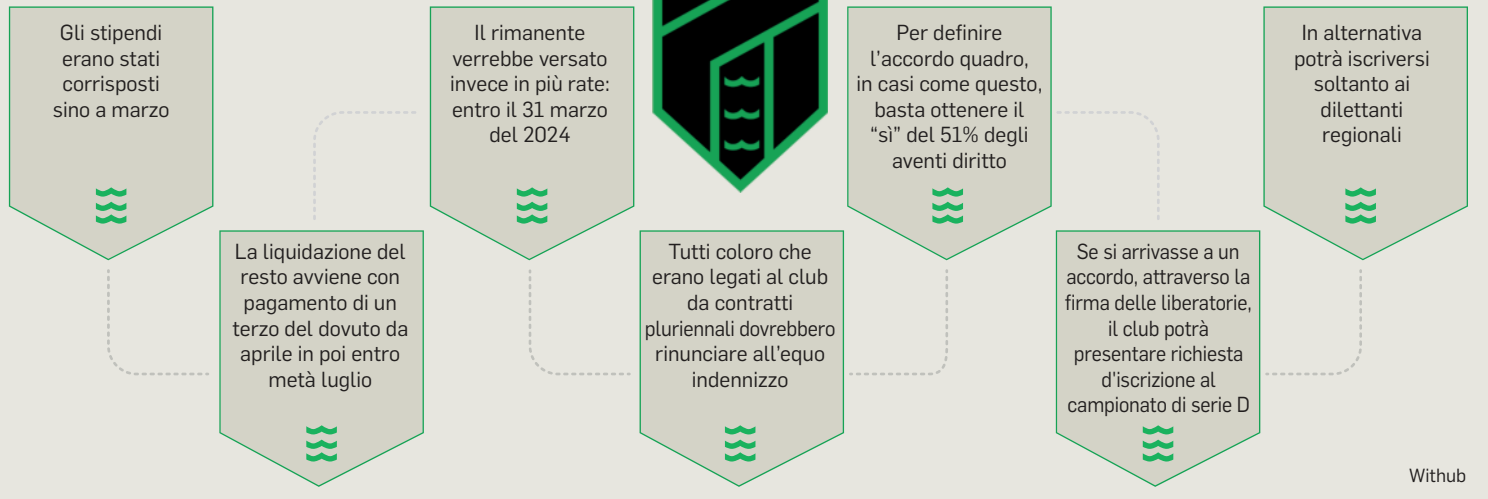 Gli stipendi
erano stati
corrisposti
sino a marzo
La liquidazione del
resto avviene con
pagamento di un
terzo del dovuto da
aprile in poi entro
metà luglio
Il rimanente
verrebbe versato
invece in più rate:
entro il 31 marzo
del 2024
Tutti coloro che
erano legati al club
da contratti
pluriennali dovrebbero
rinunciare all'equo
indennizzo
Per definire
l'accordo quadro,
in casi come questo,
basta ottenere il
“sì” del 51% degli
aventi diritto
Se si arrivasse a un
accordo, attraverso la
firma delle liberatorie,
il club potrà
presentare richiesta
d'iscrizione al
campionato di serie D
In alternativa
potrà iscriversi
soltanto ai
dilettanti
regionali
Withub